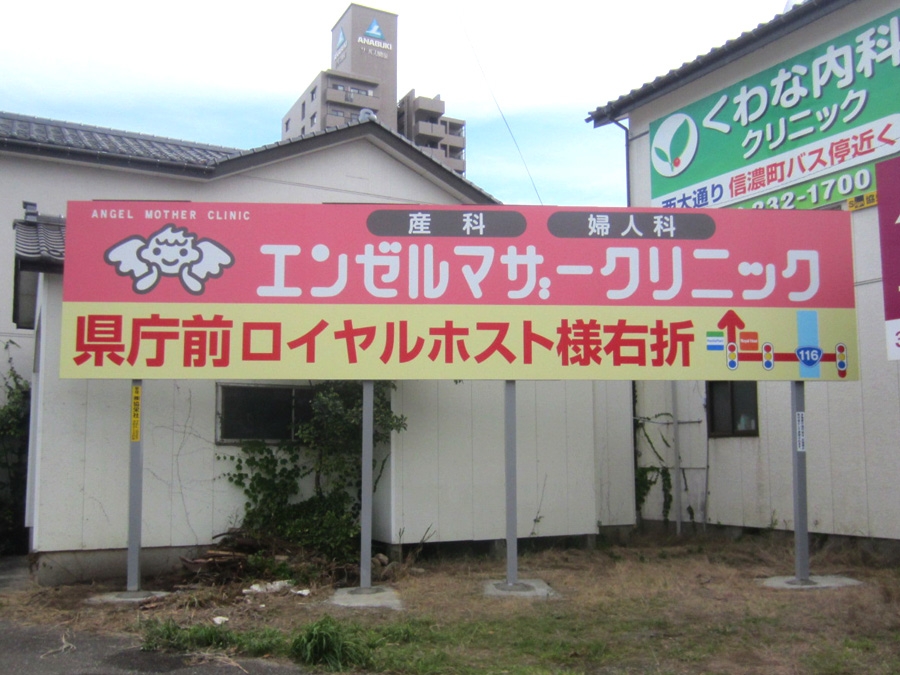 ANABUKI
くわな内科
クリニック
西大通り 信濃町バス停近く
232-1700
ANGEL MOTHER CLINIC
産科 婦人科
エンゼルマザークリニック
県庁前ロイヤルホスト様右折
116